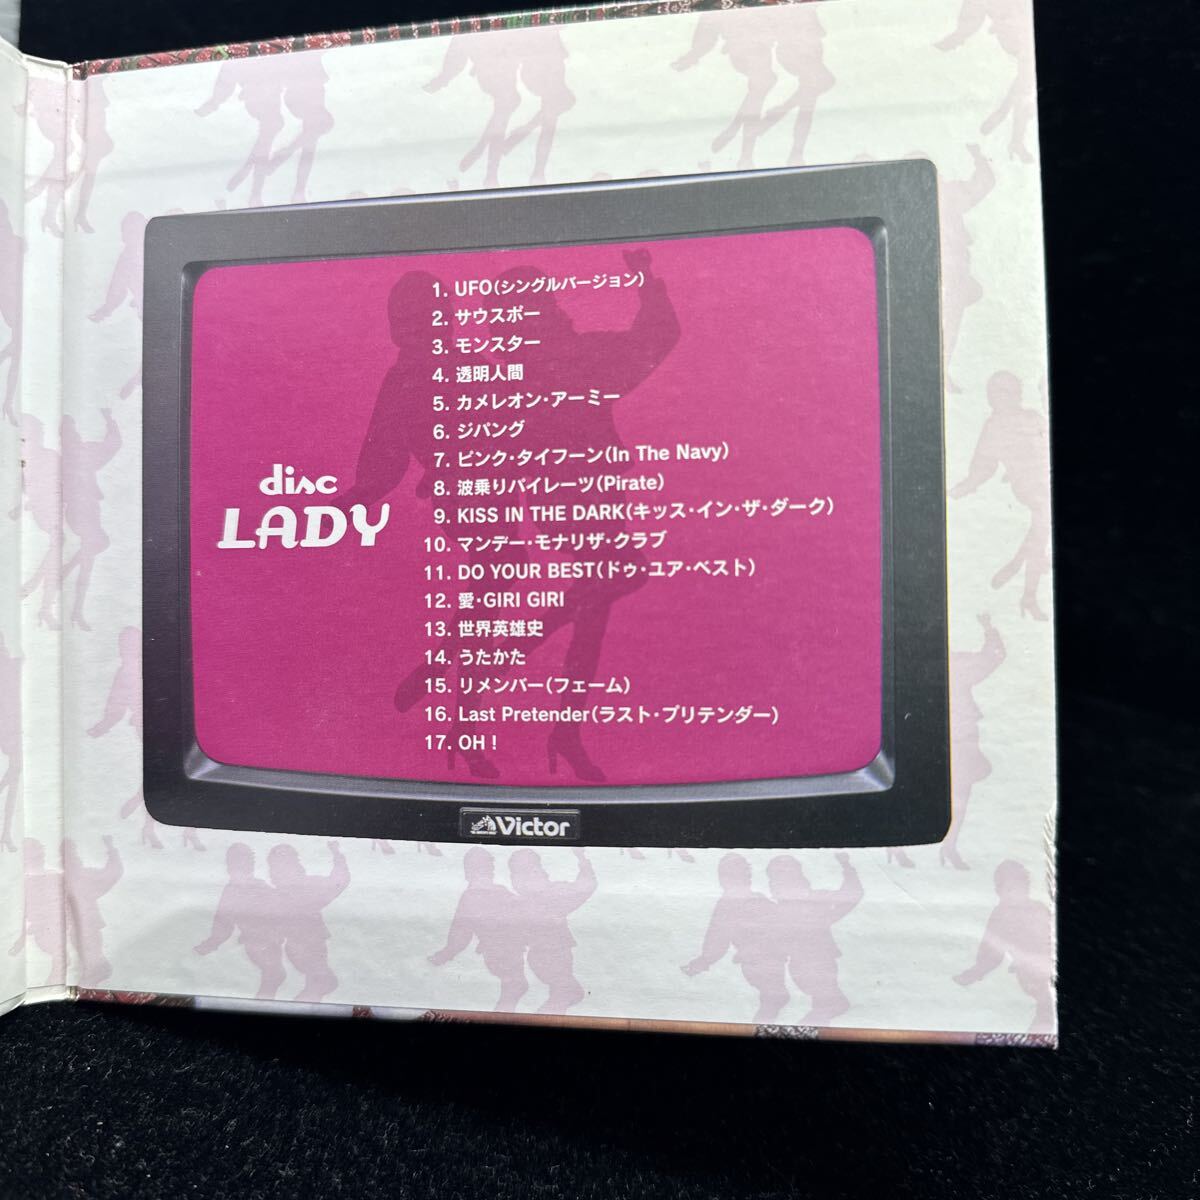 disc
LADY
1. UFO(シングルバージョン)
2. サウスポー
3. モンスター
4. 透明人間
5. カメレオン・アーミー
6. ジパング
7. ピンク・タイフーン(In The Navy)
8. 波乗りパイレーツ(Pirate)
9. KISS IN THE DARK(キッス・イン・ザ・ダーク)
10. マンデー・モナリザ・クラブ
11. DO YOUR BEST(ドゥ・ユア・ベスト)
12. 愛・GIRI GIRI
13. 世界英雄史
14. うたかた
15. リメンバー(フェーム)
16. Last Pretender(ラスト・プリテンダー)
17. OH !
Victor